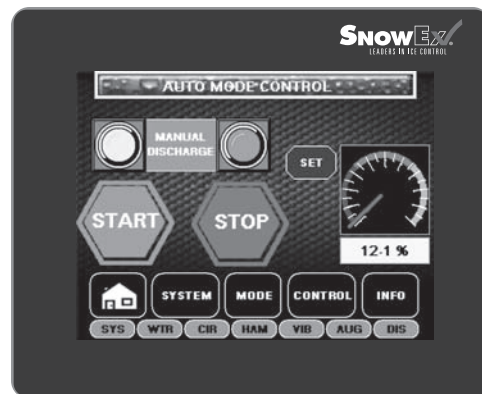 SNOWEX
LEADERS IN ICE CONTROL
AUTO MODE CONTROL
MANUAL
DISCHARGE
SET
START
STOP
12.1 %
SYSTEM
MODE
CONTROL
INFO
SYS
WTR
CIR
HAM
VIB
AUG
DIS